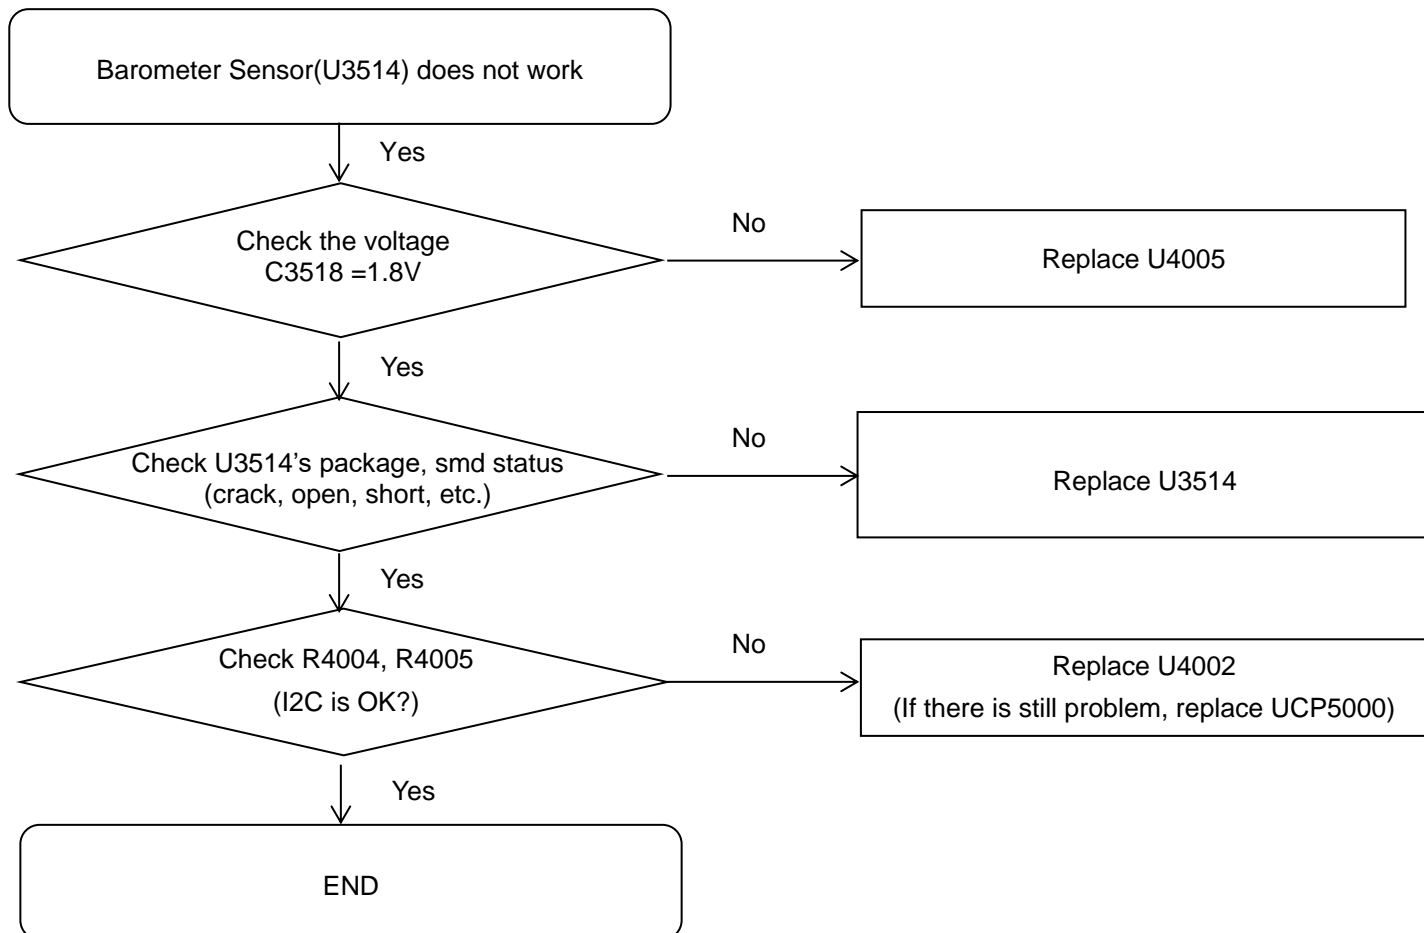 Barometer Sensor(U3514) does not work
Yes
Check the voltage
C3518 =1.8V
No
Replace U4005
Yes
Check U3514’s package, smd status
(crack, open, short, etc.)
No
Replace U3514
Yes
Check R4004, R4005
(I2C is OK?)
No
Replace U4002
(If there is still problem, replace UCP5000)
Yes
END